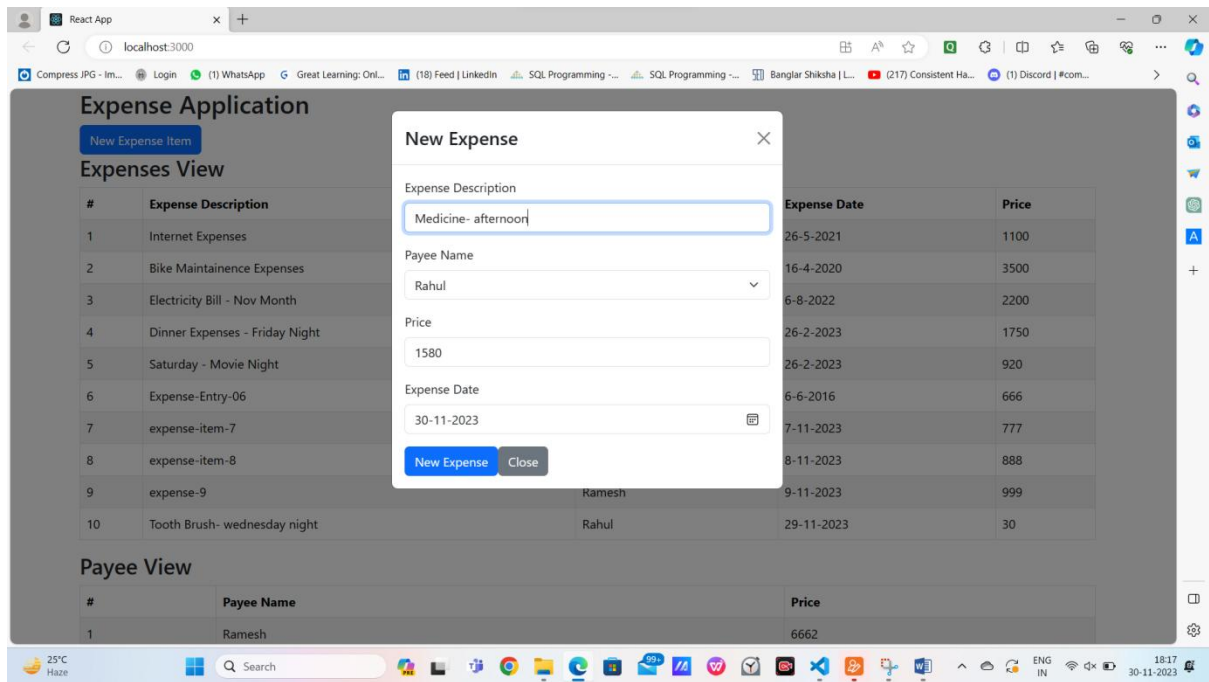 React App
localhost:3000
Compress JPG - Im... Login (1) WhatsApp Great Learning: Onl... (18) Feed | LinkedIn SQL Programming -... SQL Programming -... Banglar Shiksha | L... (217) Consistent Ha... (1) Discord | #com...
Expense Application
New Expense Item
Expenses View
# Expense Description Expense Date Price
1 Internet Expenses 26-5-2021 1100
2 Bike Maintainence Expenses 16-4-2020 3500
3 Electricity Bill - Nov Month 6-8-2022 2200
4 Dinner Expenses - Friday Night 26-2-2023 1750
5 Saturday - Movie Night 26-2-2023 920
6 Expense-Entry-06 6-6-2016 666
7 expense-item-7 7-11-2023 777
8 expense-item-8 8-11-2023 888
9 expense-9 Ramesh 9-11-2023 999
10 Tooth Brush- wednesday night Rahul 29-11-2023 30
New Expense
Expense Description
Medicine- afternoon
Payee Name
Rahul
Price
1580
Expense Date
30-11-2023
New Expense Close
Payee View
# Payee Name Price
1 Ramesh 6662
25°C
Haze
Search
99+
ENG
IN
18:17
30-11-2023